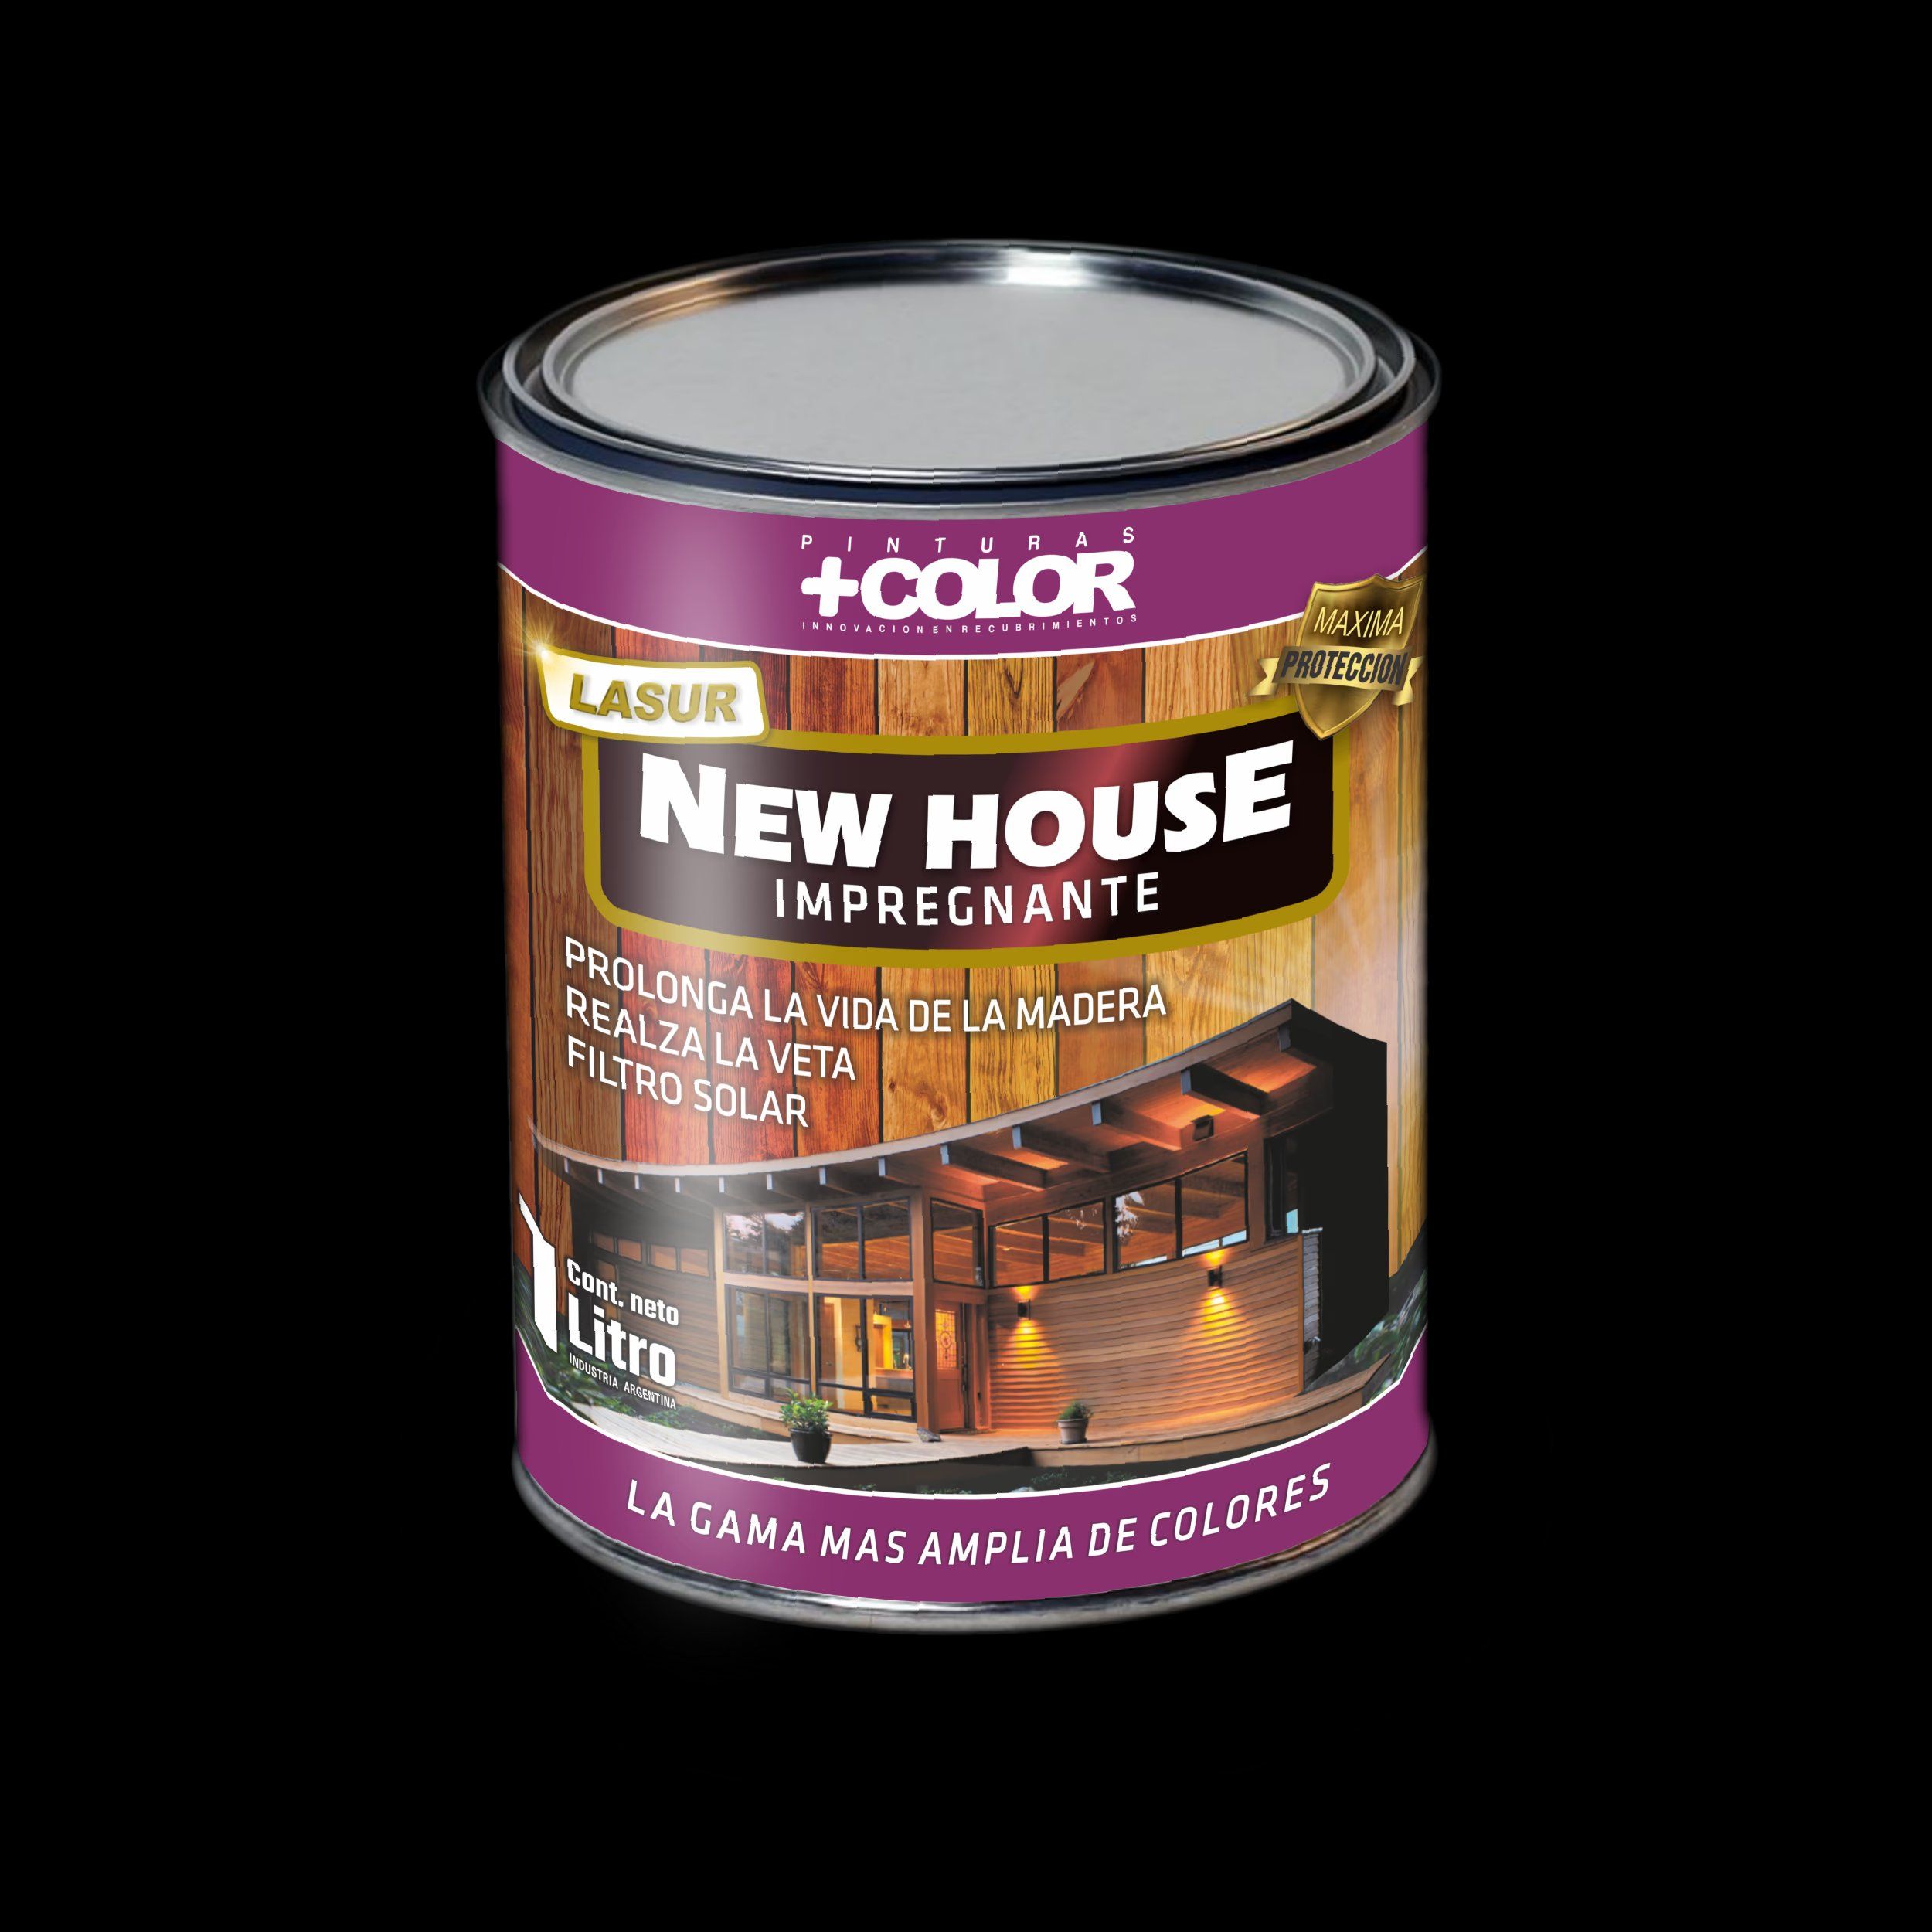 PINTURAS
+COLOR
INNOVACION EN RECUBRIMIENTOS
MAXIMA
PROTECCION
LASUR
NEW HOUSE
IMPREGNANTE
PROLONGA LA VIDA DE LA MADERA
REALZA LA VETA
FILTRO SOLAR
1 Cont. neto
Litro
INDUSTRIA ARGENTINA
LA GAMA MAS AMPLIA DE COLORES